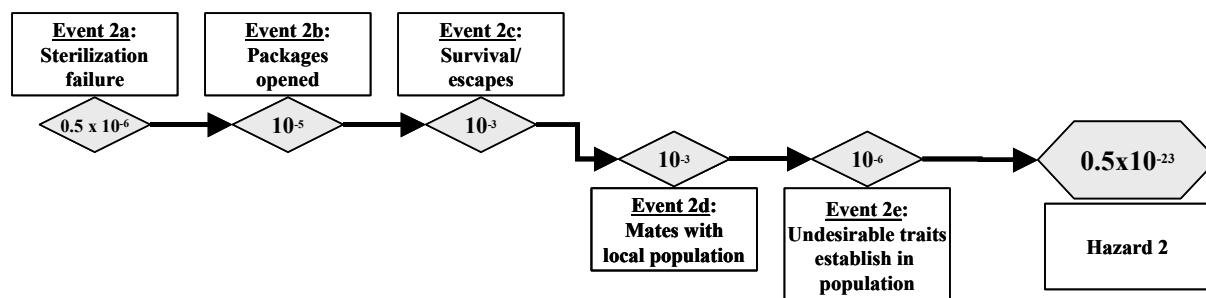 Event 2a:
Sterilization
failure
Event 2b:
Packages
opened
Event 2c:
Survival/
escapes
0.5 x 10⁻⁶
10⁻⁵
10⁻³
10⁻³
10⁻⁶
0.5x10⁻²³
Event 2d:
Mates with
local population
Event 2e:
Undesirable traits
establish in
population
Hazard 2